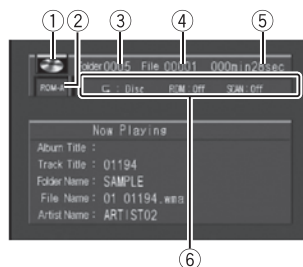 ① ② ③ ④ ⑤
Folder 0005 File 00001 000min28sec
ROM-A
: Disc RDM : Off SCAN : Off
Now Playing
Album Title :
Track Title : 01194
Folder Name : SAMPLE
File Name : 01 01194.wma
Artist Name : ARTIST02
⑥